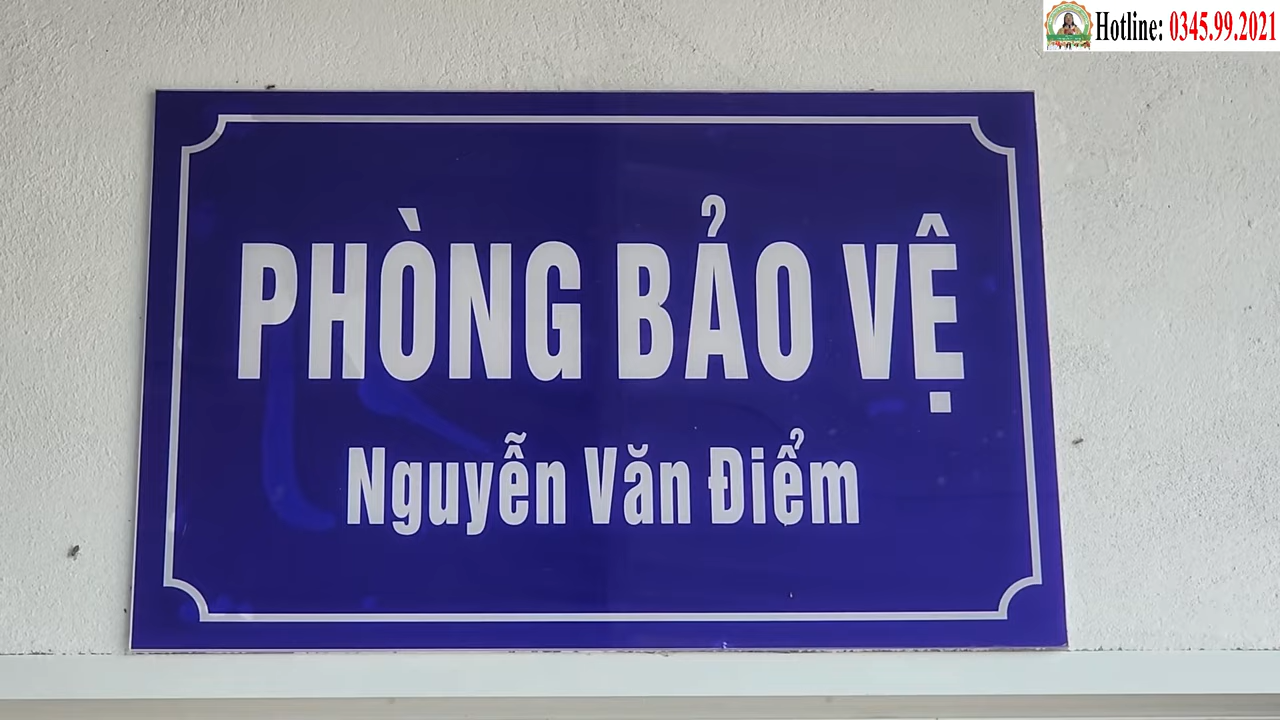 Hotline: 0345.99.2021
PHÒNG BẢO VỆ
Nguyễn Văn Điểm